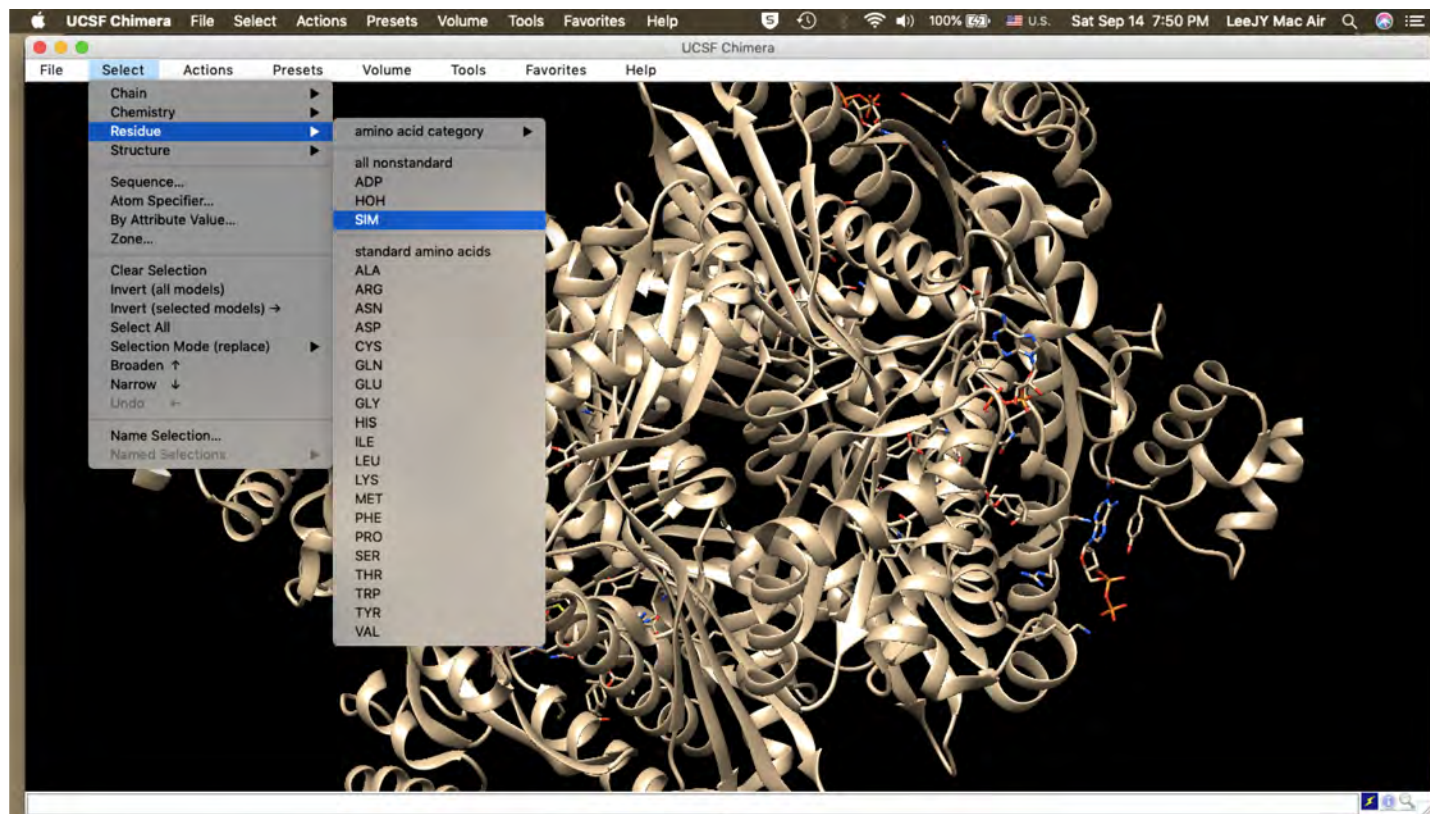 UCSF Chimera File Select Actions Presets Volume Tools Favorites Help S 100% U.S. Sat Sep 14 7:50 PM LeeJY Mac Air
UCSF Chimera
File Select Actions Presets Volume Tools Favorites Help
Chain
Chemistry
Residue
Structure
Sequence...
Atom Specifier...
By Attribute Value...
Zone...
Clear Selection
Invert (all models)
Invert (selected models) →
Select All
Selection Mode (replace)
Broaden ↑
Narrow ↓
Undo ←
Name Selection...
Named Selections
amino acid category
all nonstandard
ADP
HOH
SIM
standard amino acids
ALA
ARG
ASN
ASP
CYS
GLN
GLU
GLY
HIS
ILE
LEU
LYS
MET
PHE
PRO
SER
THR
TRP
TYR
VAL